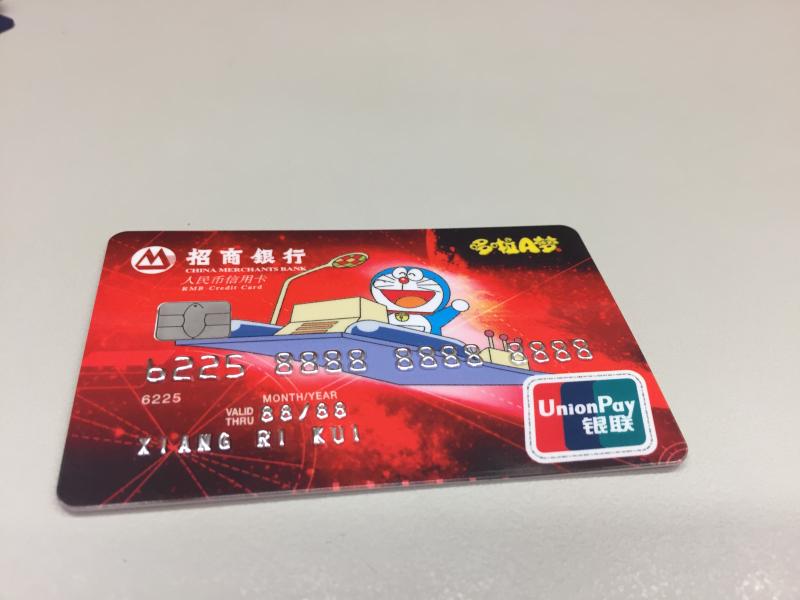 招商銀行
CHINA MERCHANTS BANK
人民币信用卡
RMB Credit Card
哆啦A梦
6225 8888 8888 8888
6225
MONTH/YEAR
VALID THRU 88/88
XIANG RI KUI
UnionPay
银联